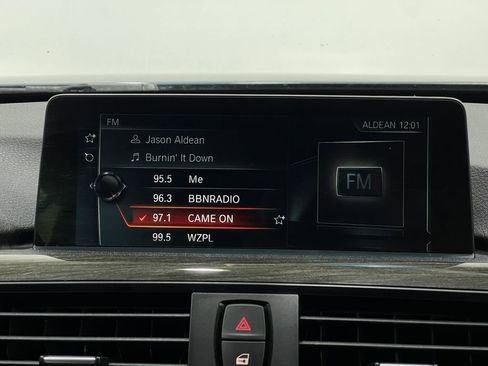 FM
ALDEAN 12:01
Jason Aldean
Burnin' It Down
95.5 Me
96.3 BBNRADIO
97.1 CAME ON
99.5 WZPL
FM